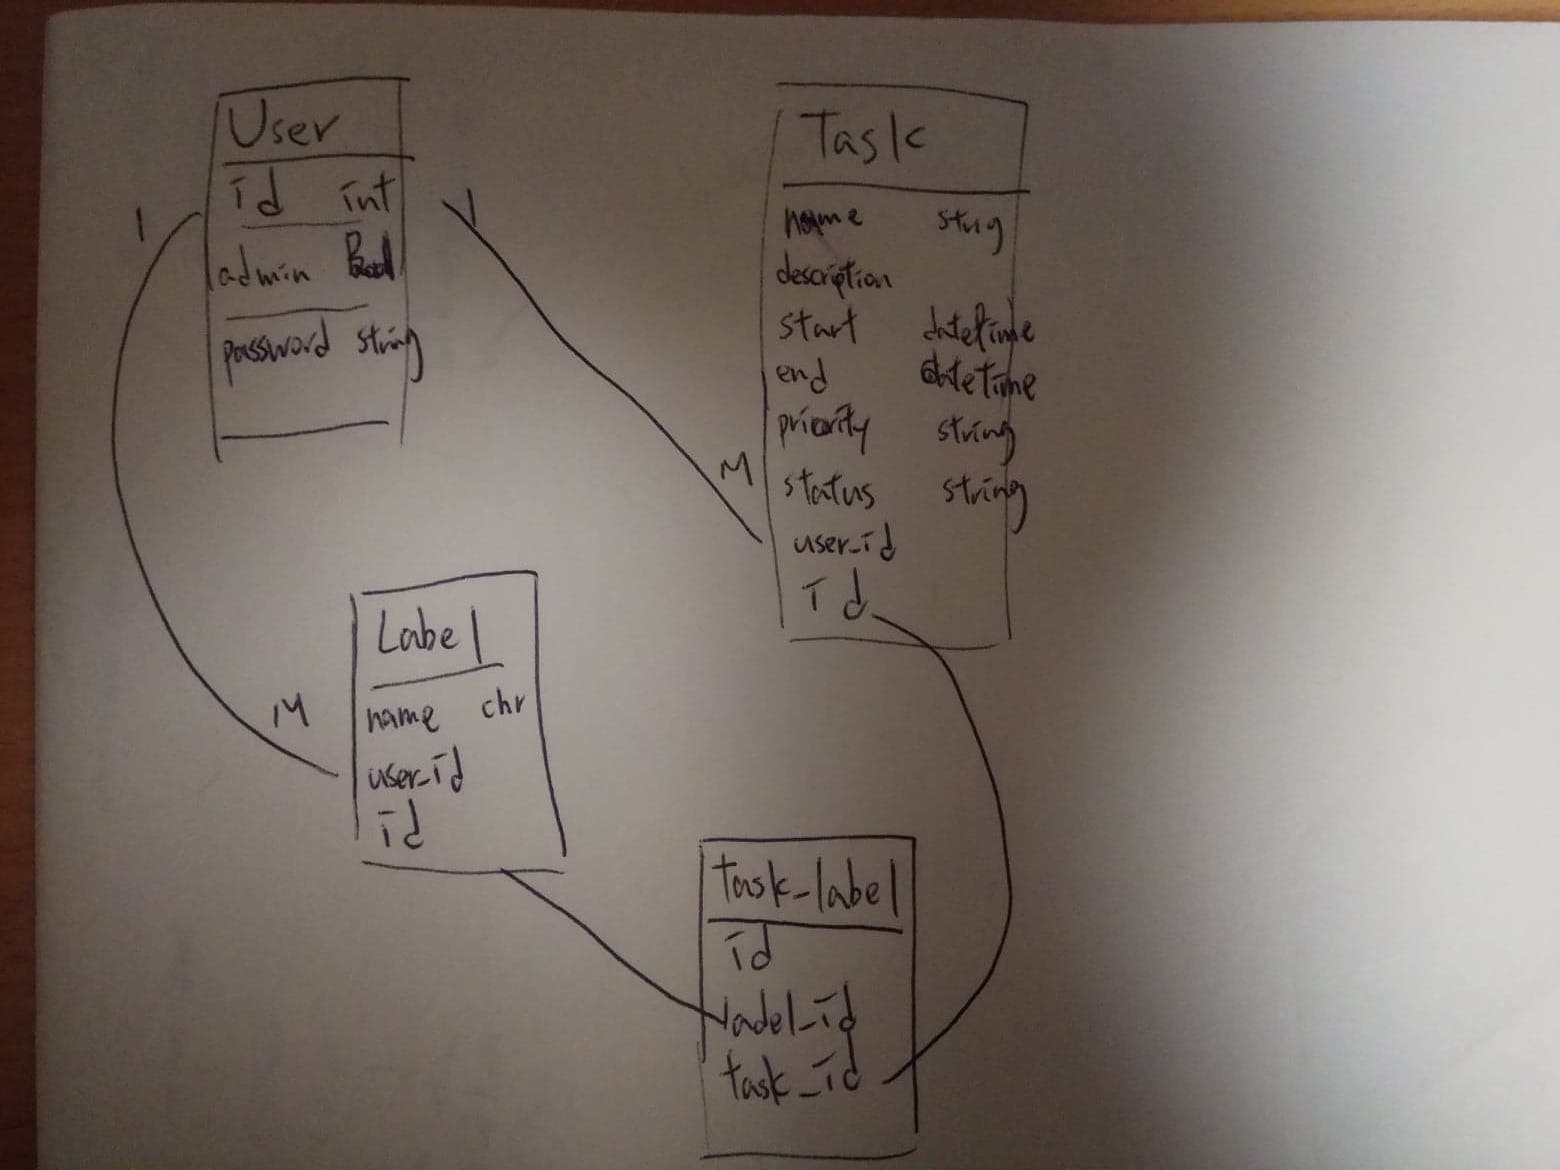 User
id int
admin Bool
password string
1
1
M
Task
name strig
description
start datetime
end datetime
priority string
status string
user_id
id
M
Label
name chr
user_id
id
task_label
id
ladel_id
task_id